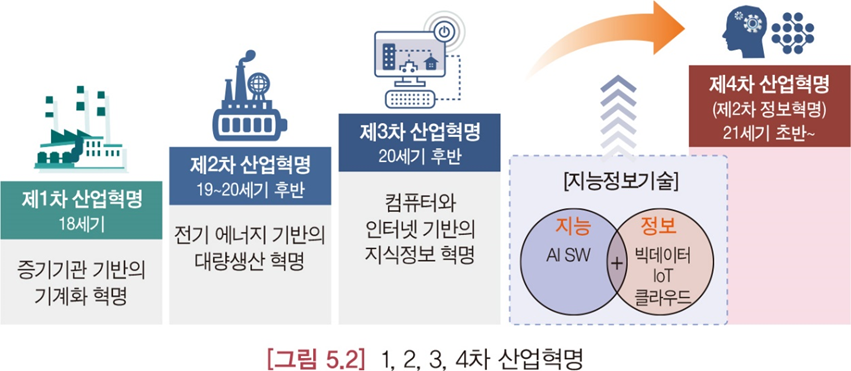 제1차 산업혁명
18세기
증기기관 기반의
기계화 혁명
제2차 산업혁명
19~20세기 후반
전기 에너지 기반의
대량생산 혁명
제3차 산업혁명
20세기 후반
컴퓨터와
인터넷 기반의
지식정보 혁명
[지능정보기술]
지능
AI SW
+
정보
빅데이터
IoT
클라우드
제4차 산업혁명
(제2차 정보혁명)
21세기 초반~
[그림 5.2] 1, 2, 3, 4차 산업혁명